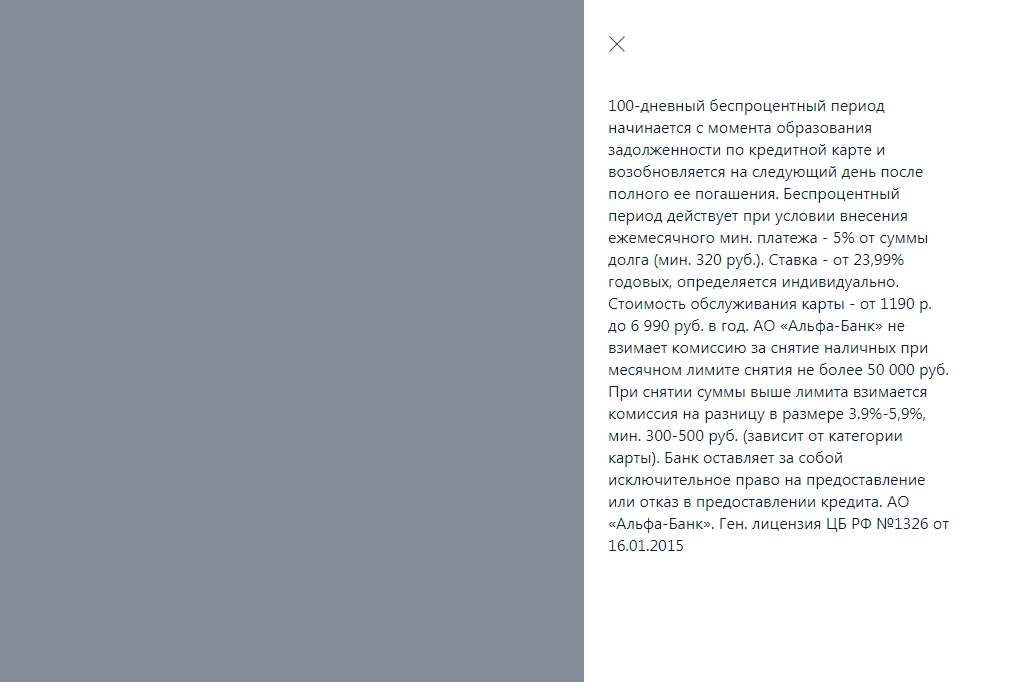 100-дневный беспроцентный период
начинается с момента образования
задолженности по кредитной карте и
возобновляется на следующий день после
полного ее погашения. Беспроцентный
период действует при условии внесения
ежемесячного мин. платежа - 5% от суммы
долга (мин. 320 руб.). Ставка - от 23,99%
годовых, определяется индивидуально.
Стоимость обслуживания карты - от 1190 р.
до 6 990 руб. в год. АО «Альфа-Банк» не
взимает комиссию за снятие наличных при
месячном лимите снятия не более 50 000 руб.
При снятии суммы выше лимита взимается
комиссия на разницу в размере 3.9%-5,9%,
мин. 300-500 руб. (зависит от категории
карты). Банк оставляет за собой
исключительное право на предоставление
или отказ в предоставлении кредита. АО
«Альфа-Банк». Ген. лицензия ЦБ РФ №1326 от
16.01.2015